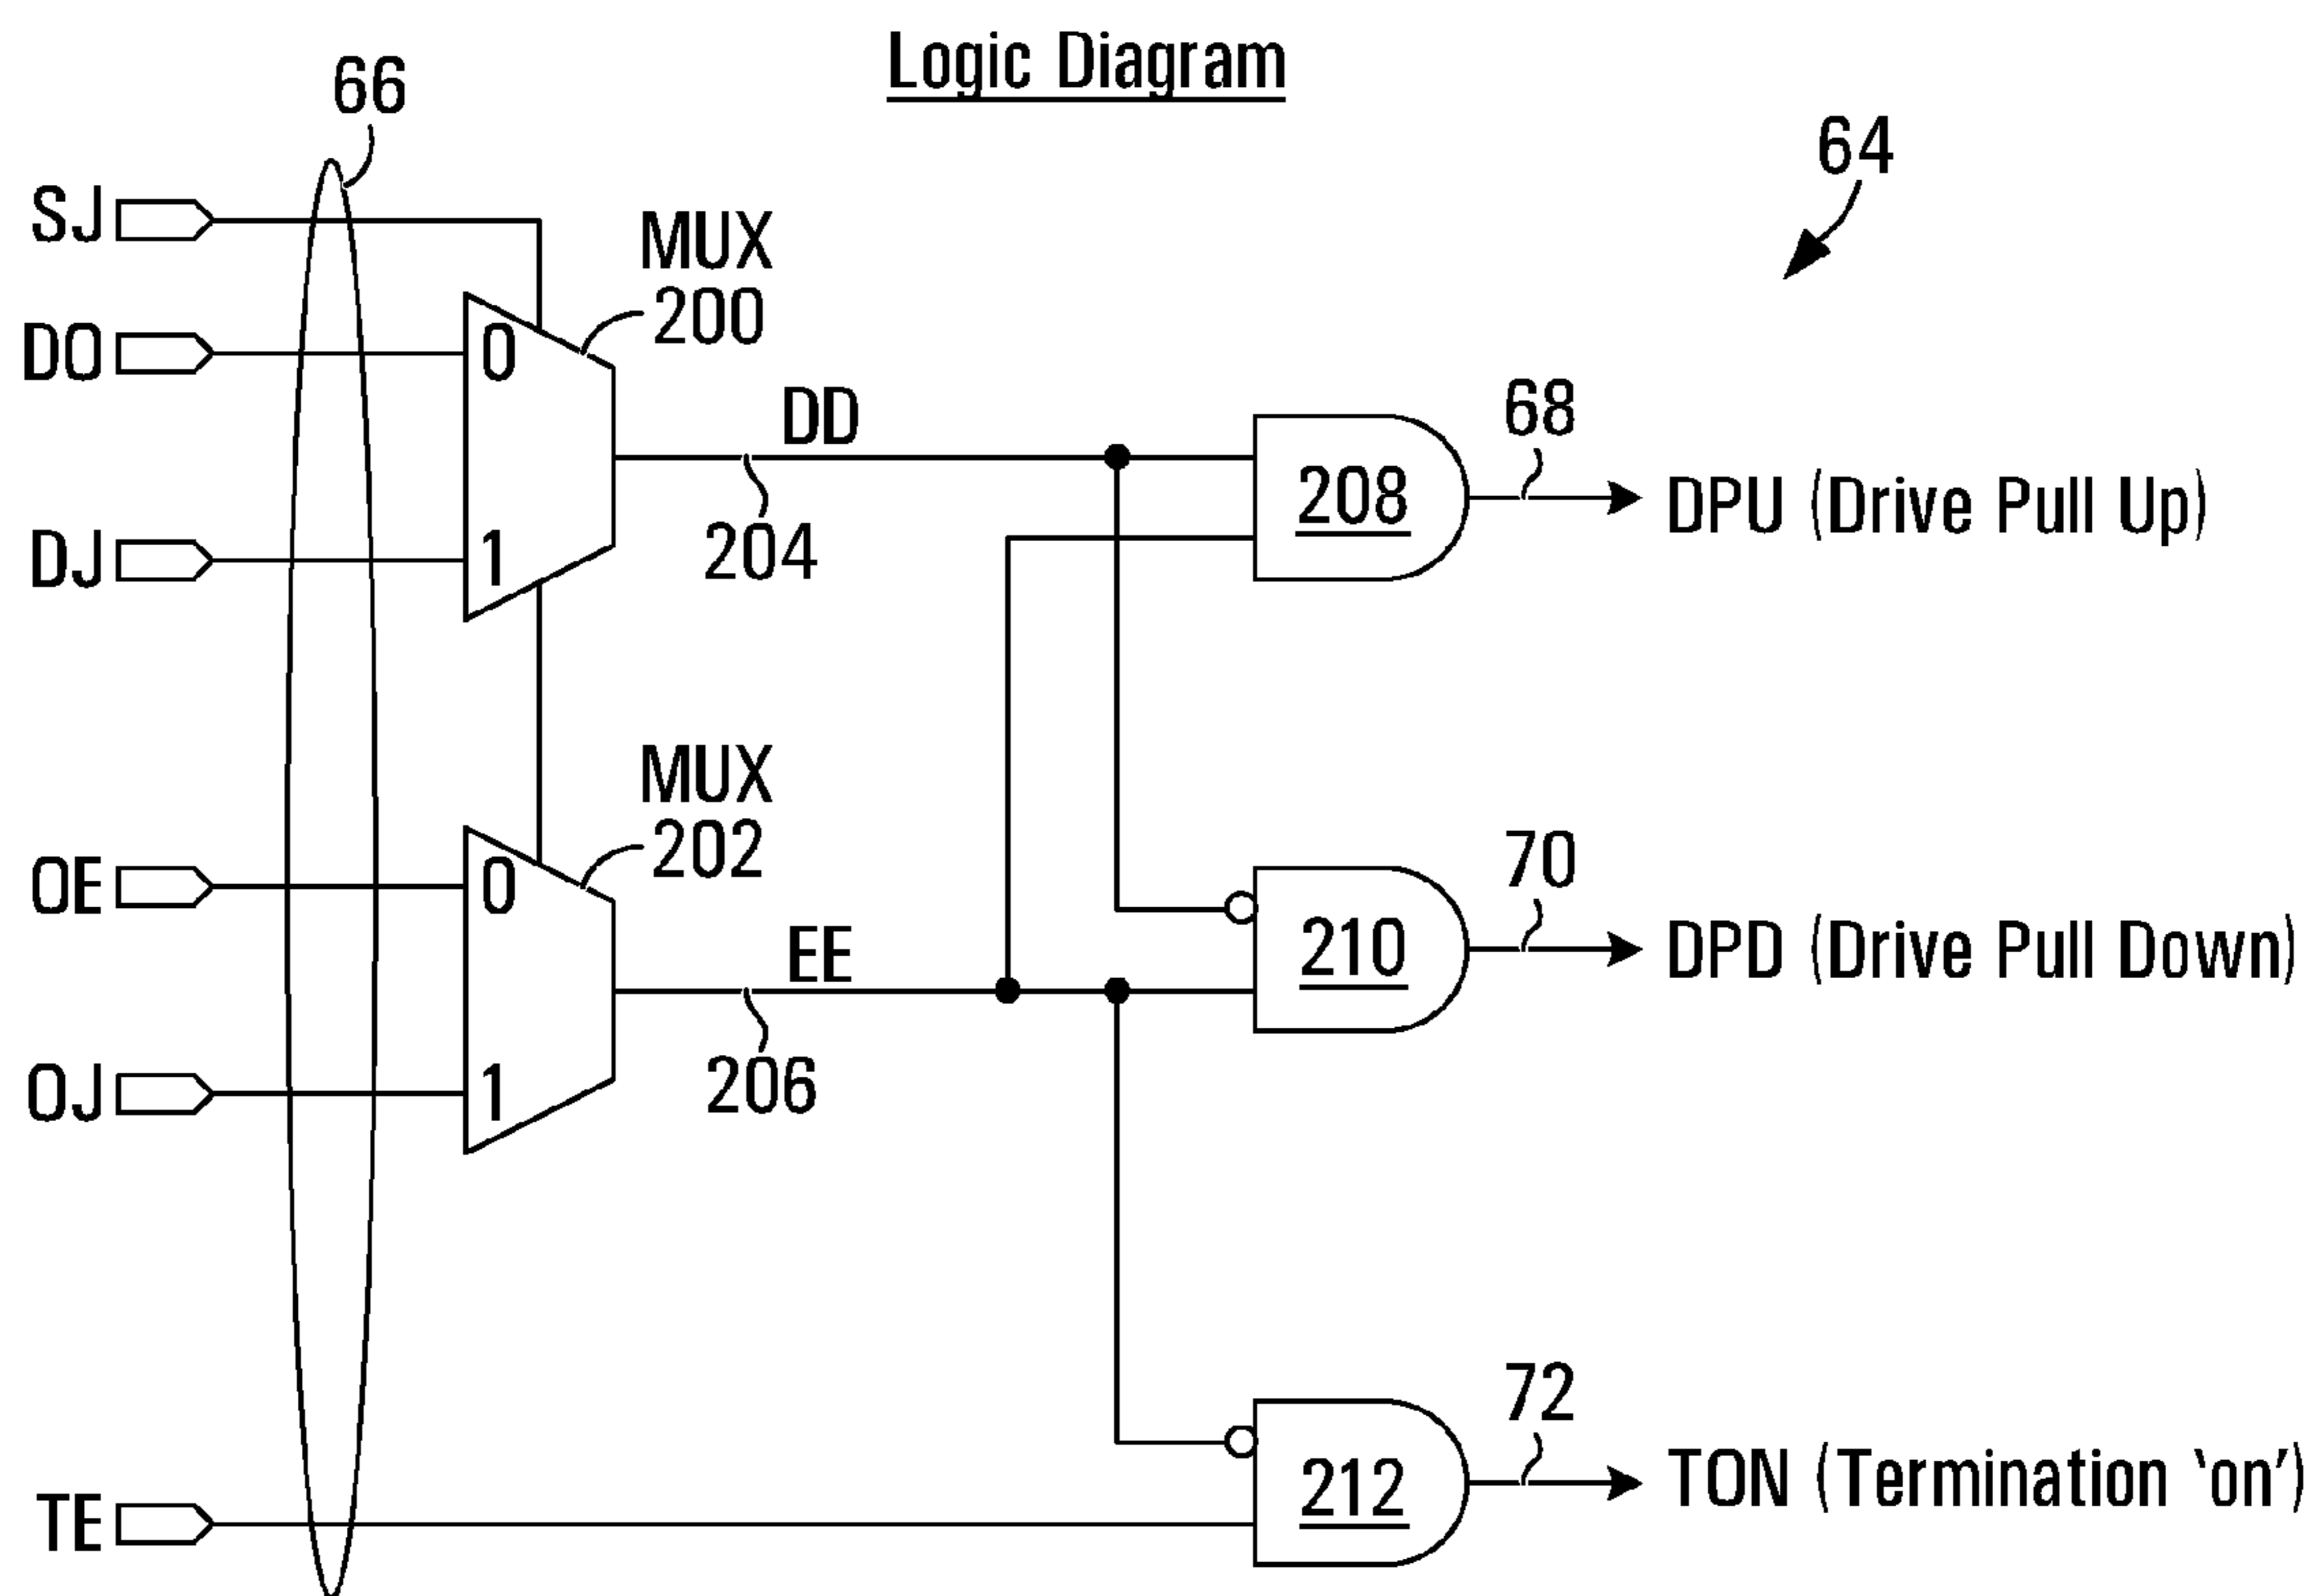 Logic Diagram
66
64
SJ
MUX
200
DO
0
DD
68
208
DPU (Drive Pull Up)
DJ
1
204
MUX
202
OE
0
EE
70
210
DPD (Drive Pull Down)
OJ
1
206
72
212
TON (Termination 'on')
TE